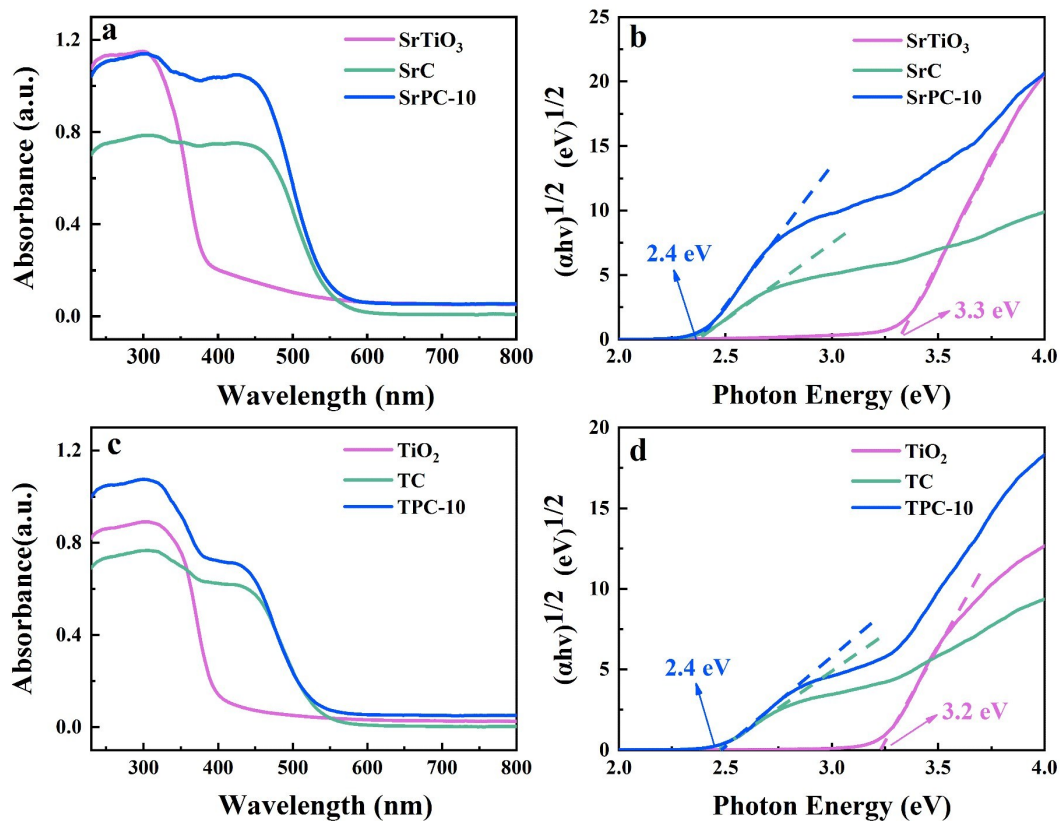 a
SrTiO₃
SrC
SrPC-10
1.2
0.8
0.4
0.0
Absorbance (a.u.)
300 400 500 600 700 800
Wavelength (nm)
b
SrTiO₃
SrC
SrPC-10
25
20
15
10
5
0
(αhv)^1/2 (eV)^1/2
2.4 eV
3.3 eV
2.0 2.5 3.0 3.5 4.0
Photon Energy (eV)
c
TiO₂
TC
TPC-10
1.2
0.8
0.4
0.0
Absorbance(a.u.)
300 400 500 600 700 800
Wavelength (nm)
d
TiO₂
TC
TPC-10
20
15
10
5
0
(αhv)^1/2 (eV)^1/2
2.4 eV
3.2 eV
2.0 2.5 3.0 3.5 4.0
Photon Energy (eV)